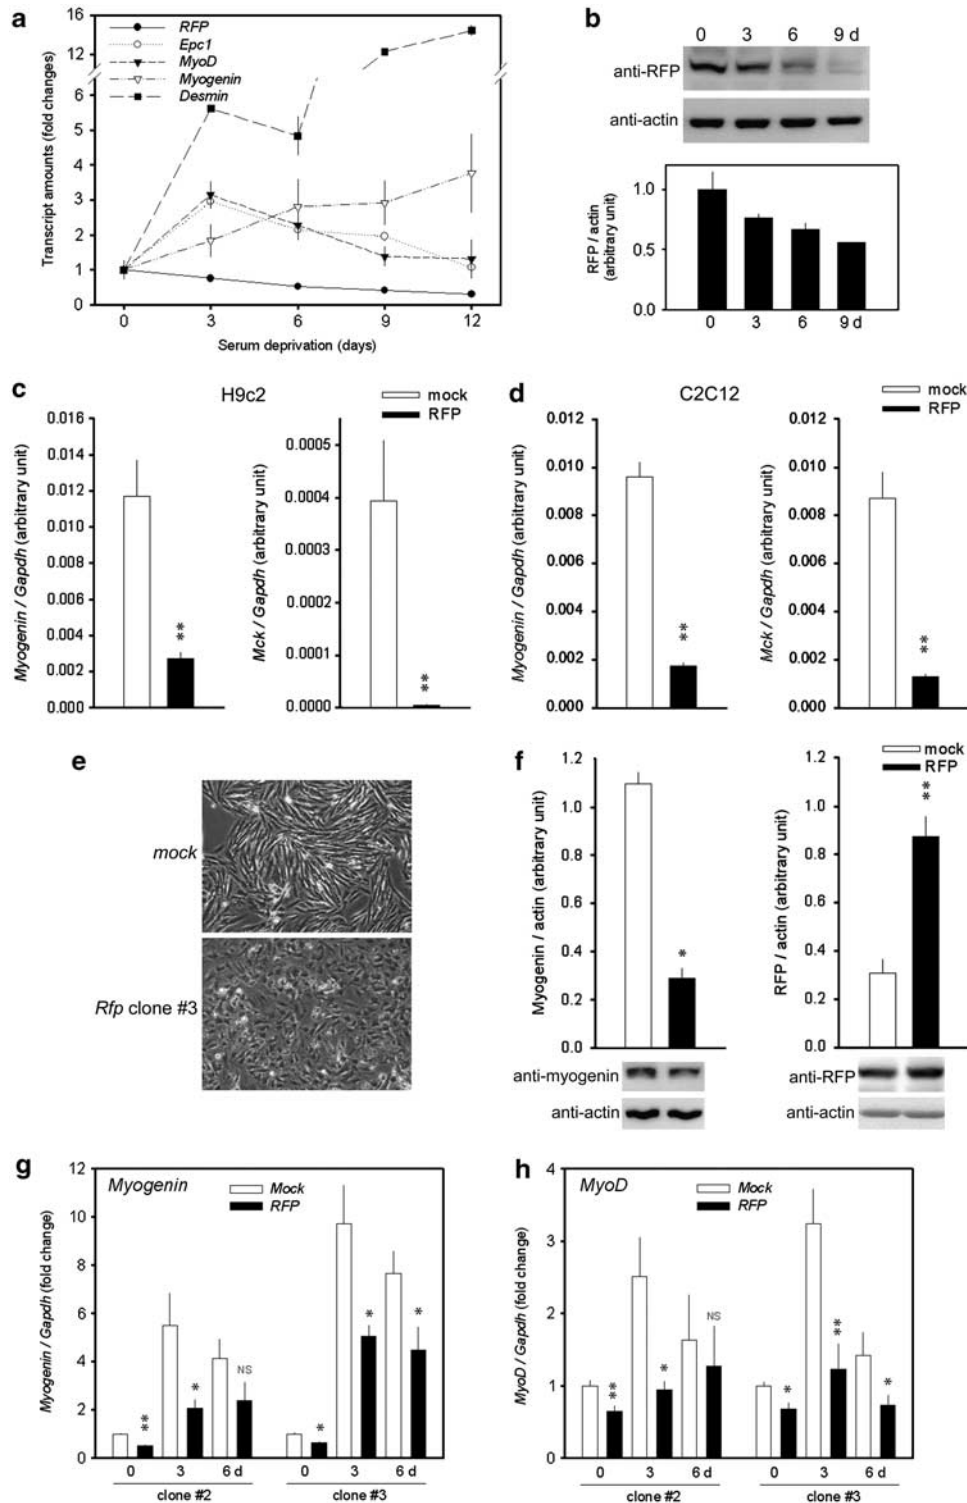 a
16
14
12
8
6
5
4
3
2
1
0
Transcript amounts (fold changes)
RFP
Epc1
MyoD
Myogenin
Desmin
0 3 6 9 12
Serum deprivation (days)
b
0 3 6 9 d
anti-RFP
anti-actin
1.0
0.5
0.0
RFP / actin
(arbitrary unit)
0 3 6 9 d
c
H9c2
mock
RFP
0.016
0.014
0.012
0.010
0.008
0.006
0.004
0.002
0.000
Myogenin / Gapdh (arbitrary unit)
**
0.0005
0.0004
0.0003
0.0002
0.0001
0.0000
Mck / Gapdh (arbitrary unit)
**
d
C2C12
mock
RFP
0.012
0.010
0.008
0.006
0.004
0.002
0.000
Myogenin / Gapdh (arbitrary unit)
**
0.012
0.010
0.008
0.006
0.004
0.002
0.000
Mck / Gapdh (arbitrary unit)
**
e
mock
Rfp clone #3
f
mock
RFP
1.2
1.0
0.8
0.6
0.4
0.2
0.0
Myogenin / actin (arbitrary unit)
*
anti-myogenin
anti-actin
1.2
1.0
0.8
0.6
0.4
0.2
0.0
RFP / actin (arbitrary unit)
**
anti-RFP
anti-actin
g
Myogenin
Mock
RFP
12
10
8
6
4
2
0
Myogenin / Gapdh (fold change)
** * NS * * *
0 3 6 d 0 3 6 d
clone #2 clone #3
h
MyoD
Mock
RFP
4
3
2
1
0
MyoD / Gapdh (fold change)
** * NS * ** *
0 3 6 d 0 3 6 d
clone #2 clone #3